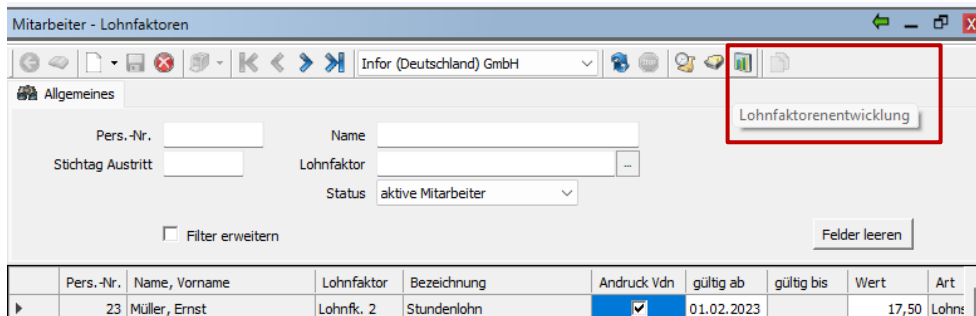 Mitarbeiter - Lohnfaktoren
Infor (Deutschland) GmbH
Allgemeines
Lohnfaktorenentwicklung
Pers.-Nr. Name
Stichtag Austritt Lohnfaktor ...
Status aktive Mitarbeiter
Filter erweitern Felder leeren
Pers.-Nr. Name, Vorname Lohnfaktor Bezeichnung Andruck Vdn gültig ab gültig bis Wert Art
23 Müller, Ernst Lohnfk. 2 Stundenlohn 01.02.2023 17,50 Lohns